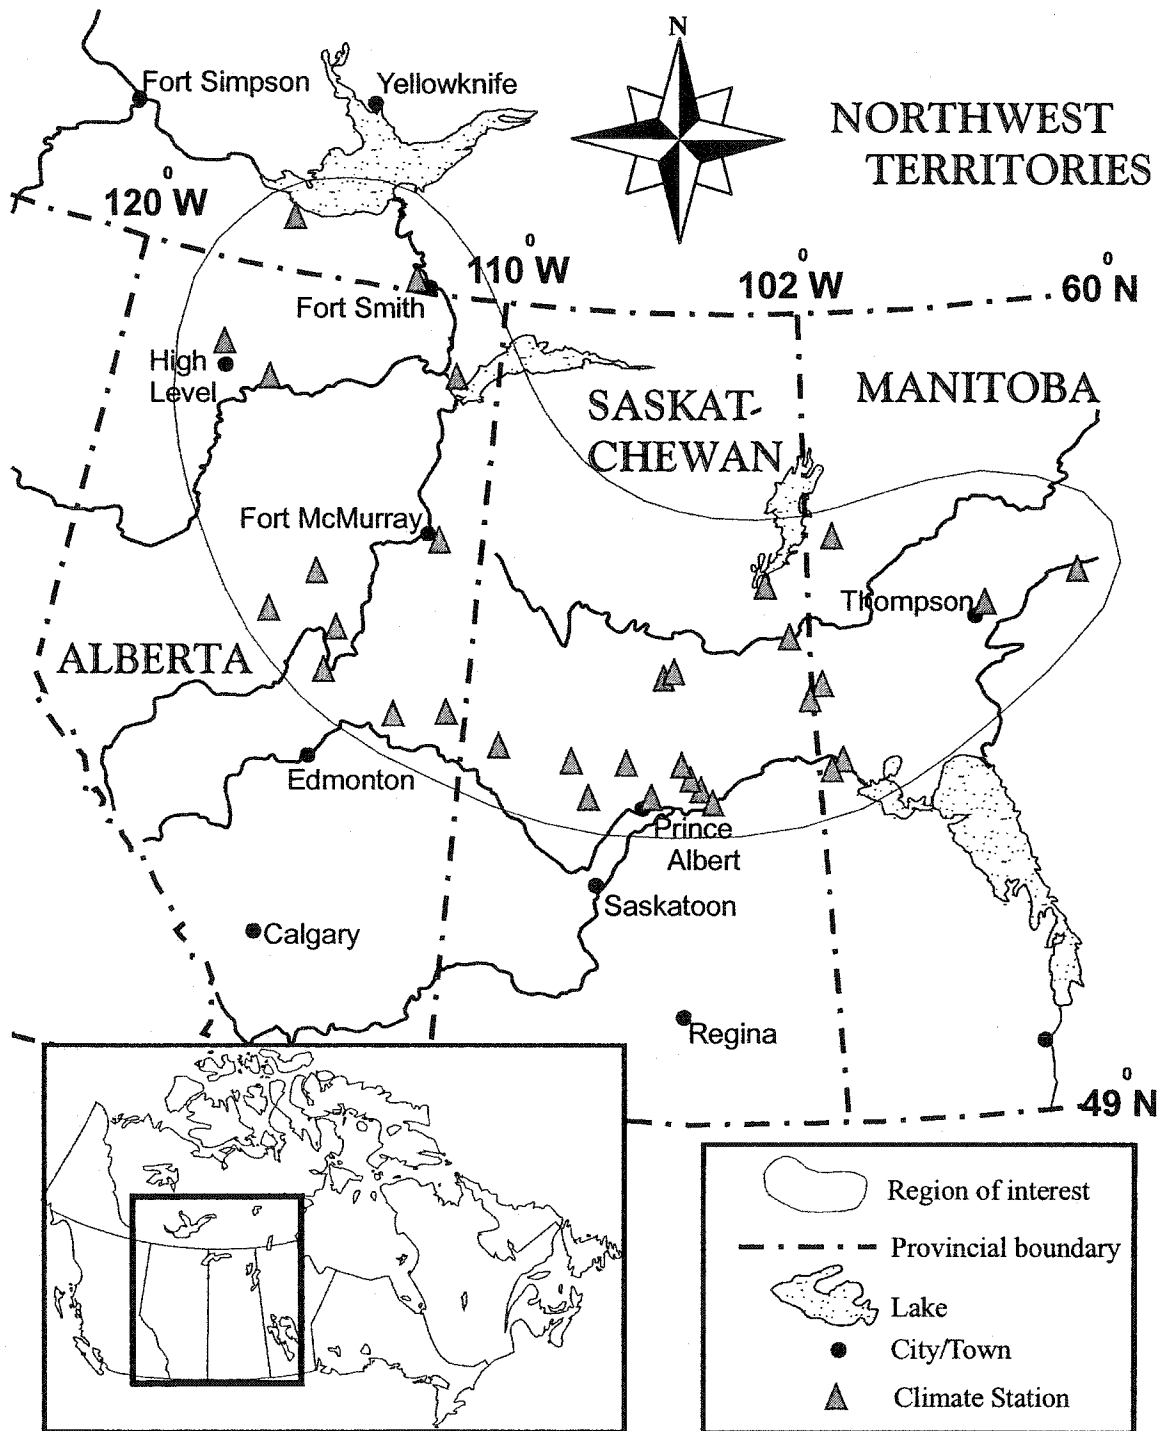 N
Fort Simpson
Yellowknife
NORTHWEST
TERRITORIES
120 0 W
110 0 W
102 0 W
60 0 N
Fort Smith
High
Level
SASKAT-
CHEWAN
MANITOBA
Fort McMurray
Thompson
ALBERTA
Edmonton
Prince
Albert
Saskatoon
Calgary
Regina
49 0 N
Region of interest
Provincial boundary
Lake
City/Town
Climate Station